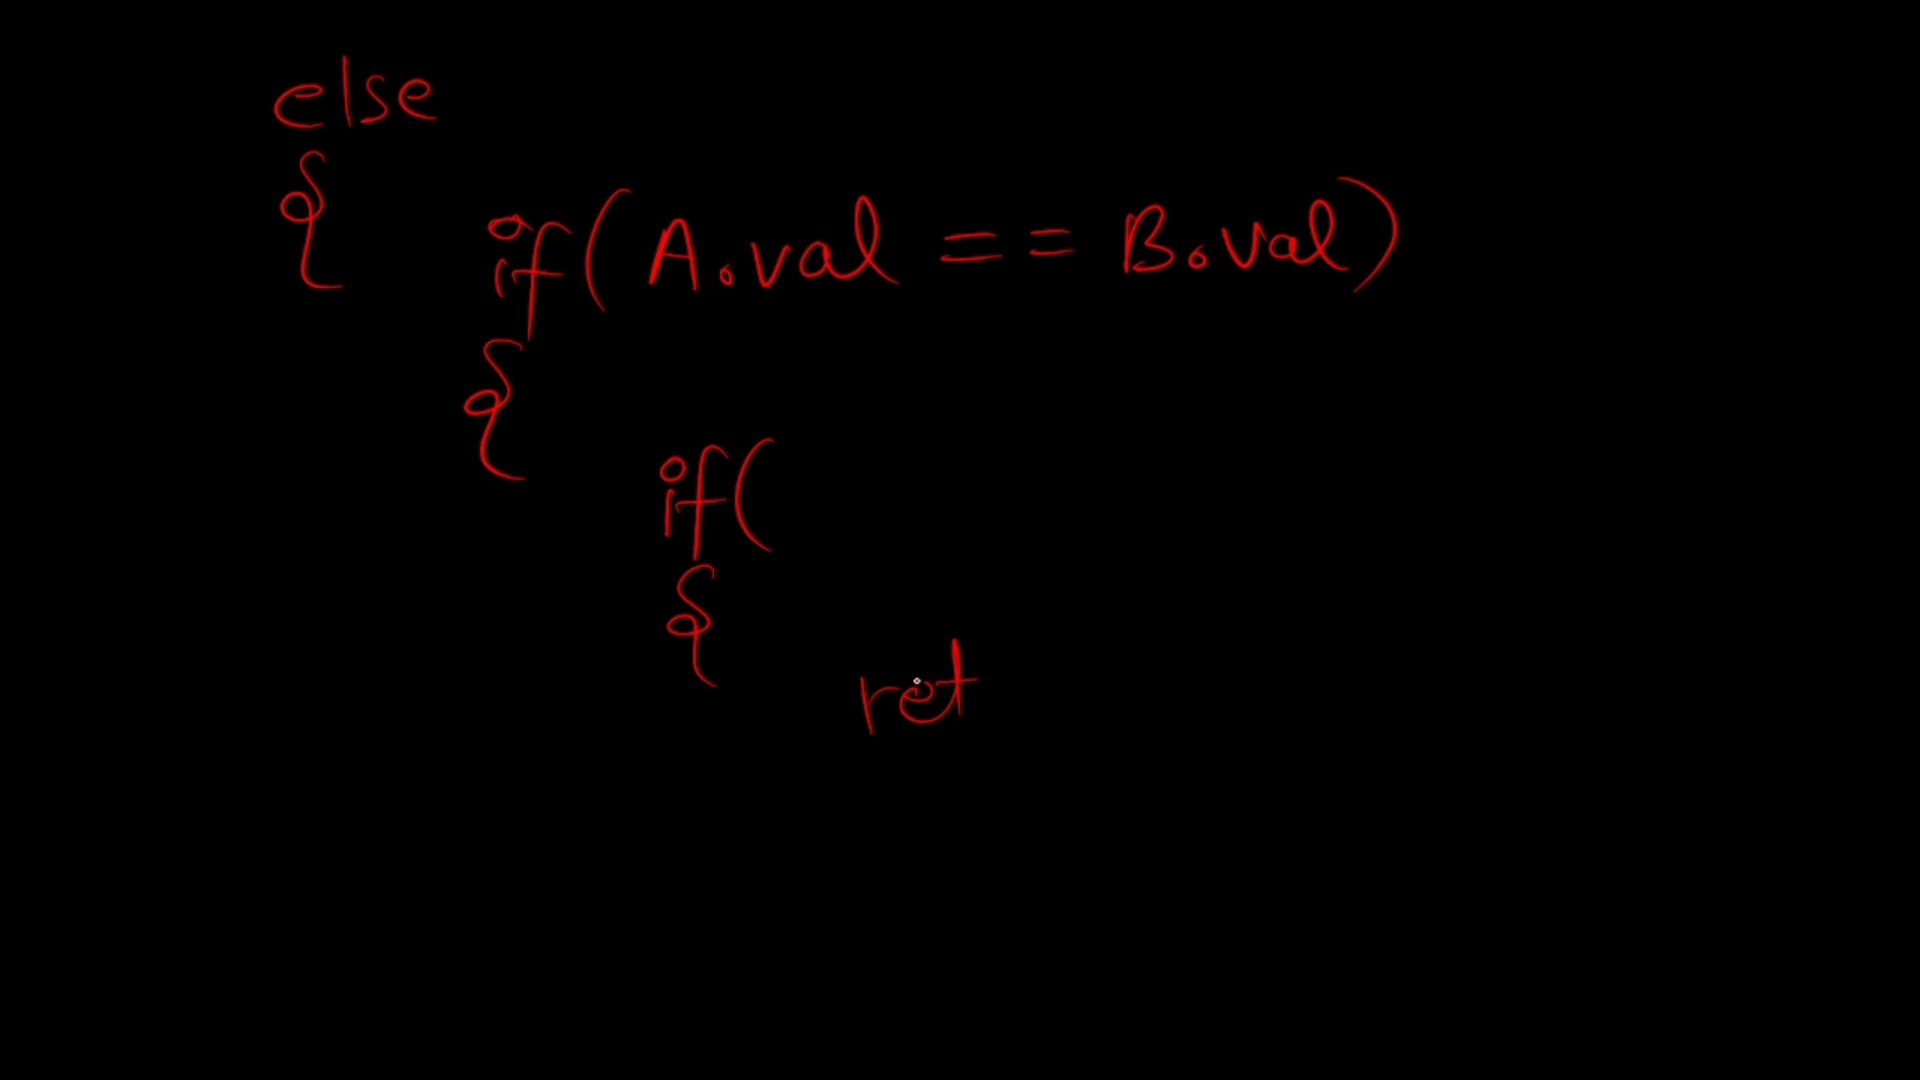 else
{
if(A.val == B.val)
{
if(
{
ret